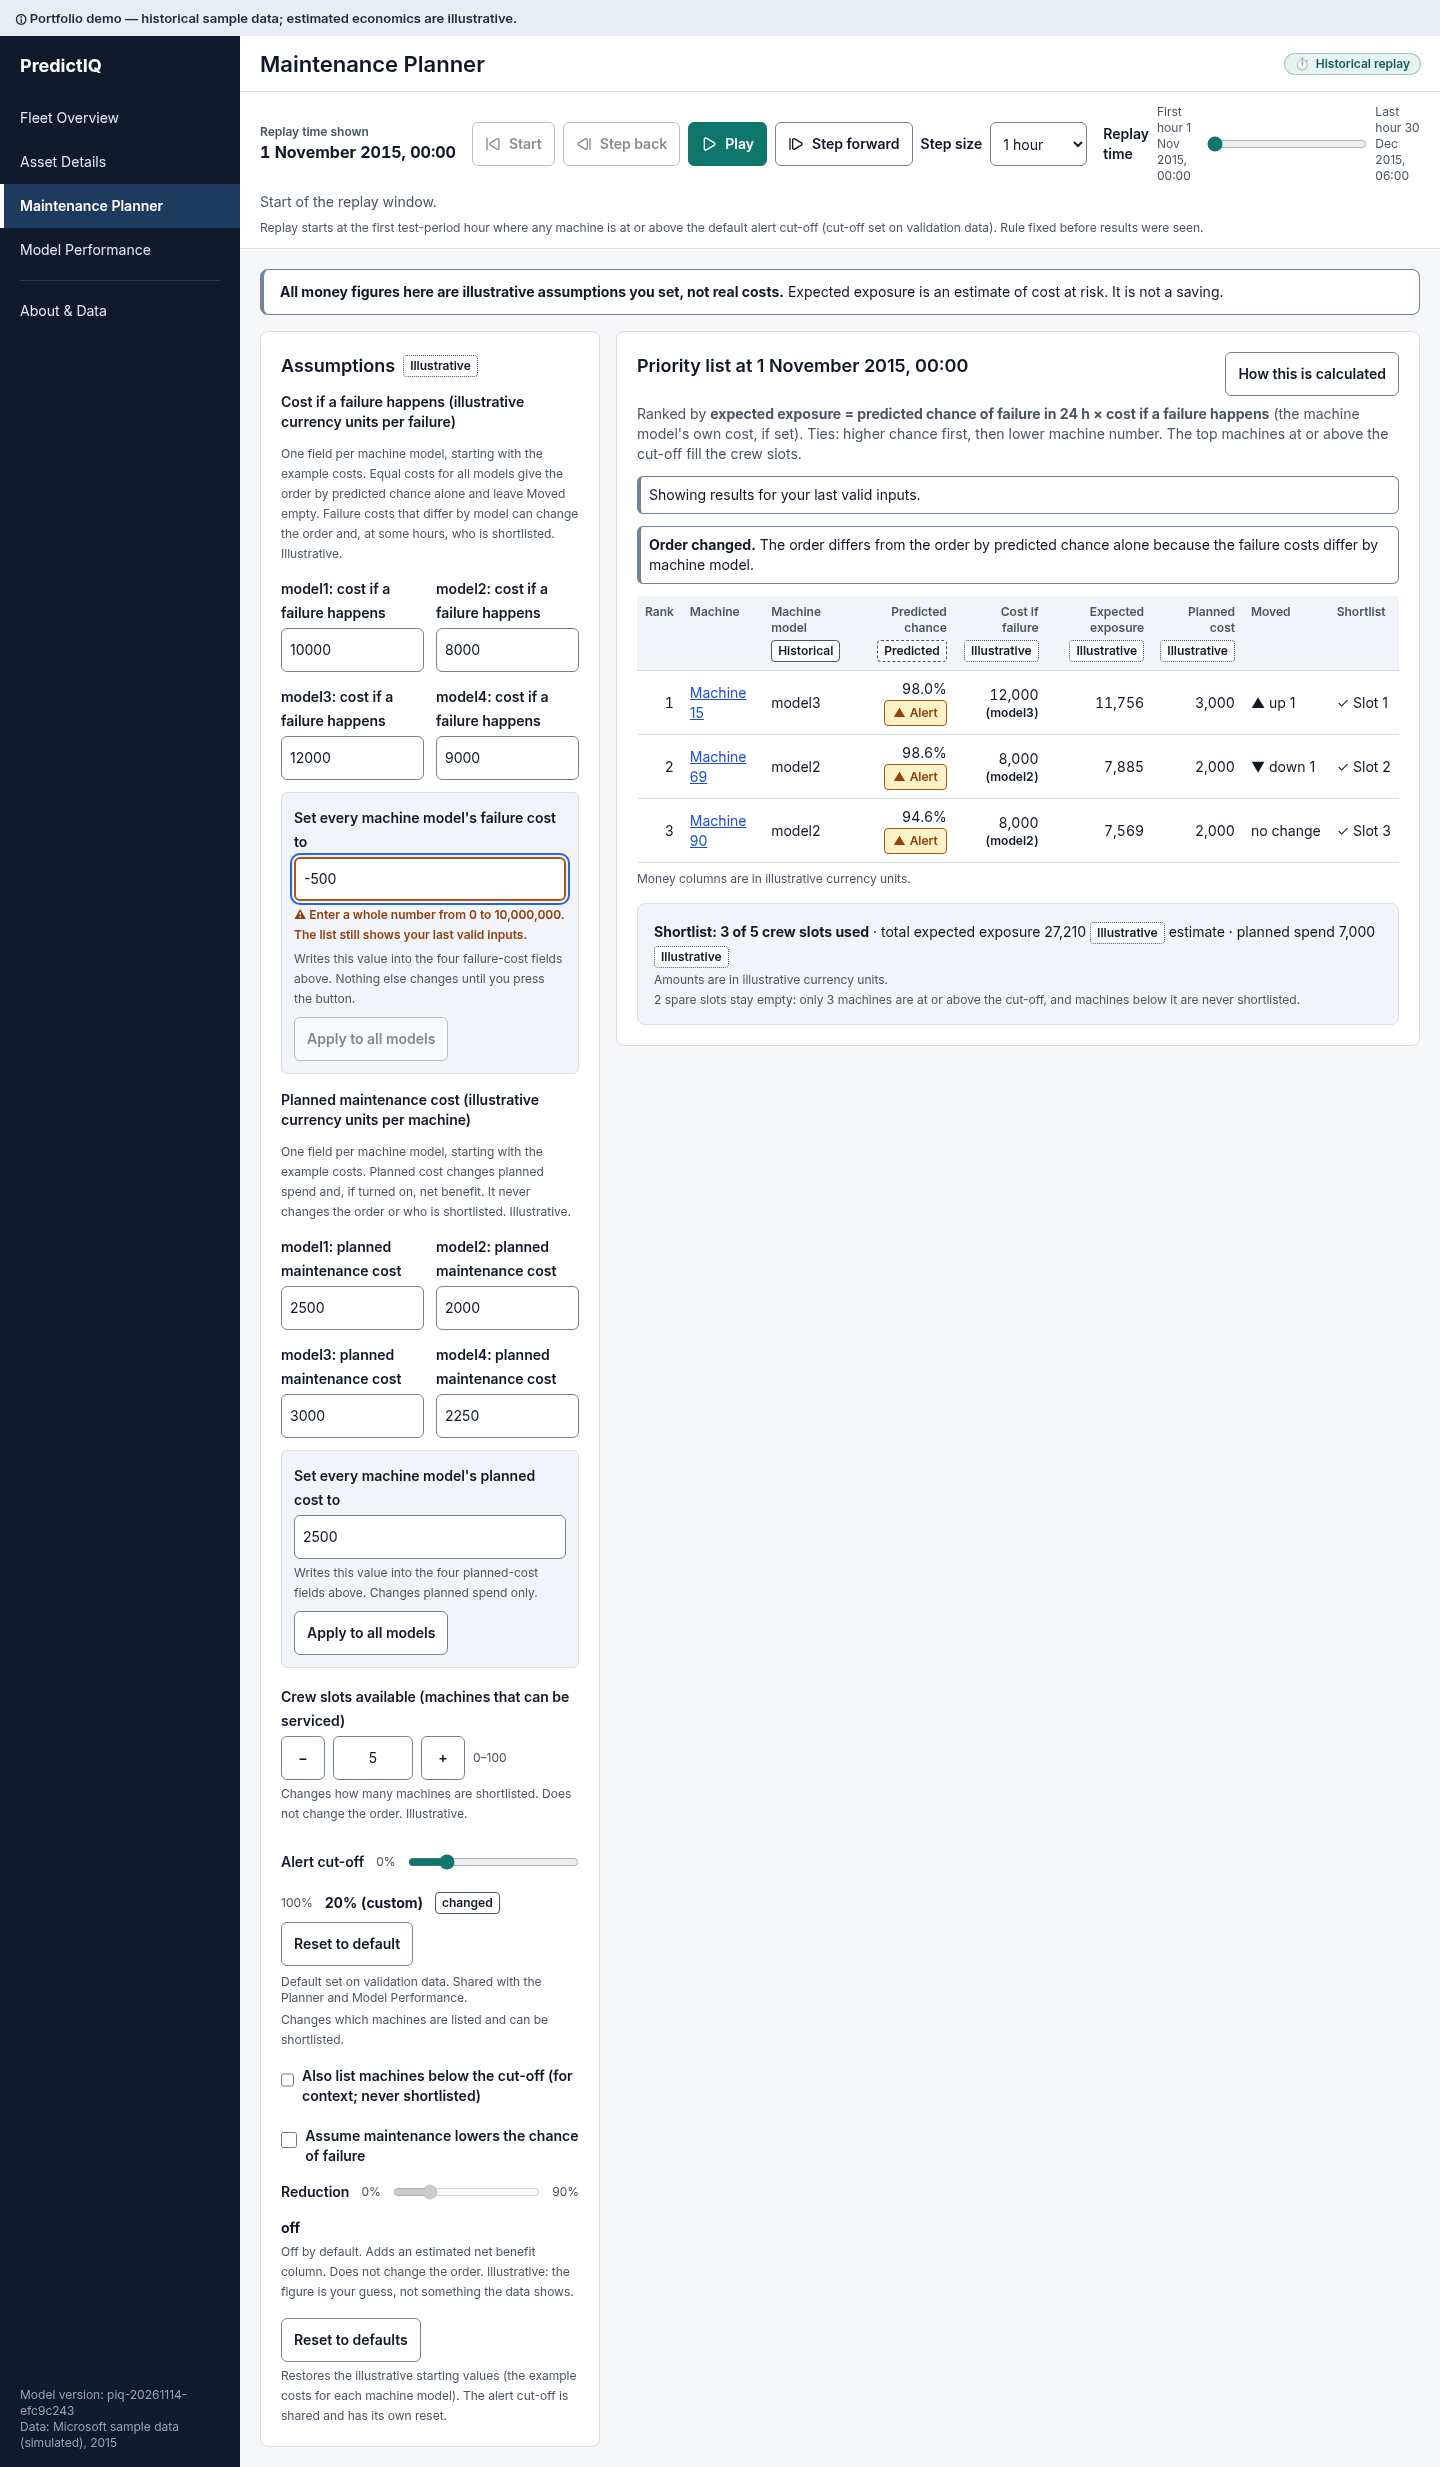 Portfolio demo — historical sample data; estimated economics are illustrative.
PredictIQ
Fleet Overview
Asset Details
Maintenance Planner
Model Performance
About & Data
Model version: piq-20261114-
efc9c243
Data: Microsoft sample data
(simulated), 2015
Maintenance Planner
Historical replay
Replay time shown
1 November 2015, 00:00
Start
Step back
Play
Step forward
Step size
1 hour
Replay
time
First
hour 1
Nov
2015,
00:00
Last
hour 30
Dec
2015,
06:00
Start of the replay window.
Replay starts at the first test-period hour where any machine is at or above the default alert cut-off (cut-off set on validation data). Rule fixed before results were seen.
All money figures here are illustrative assumptions you set, not real costs. Expected exposure is an estimate of cost at risk. It is not a saving.
Assumptions Illustrative
Cost if a failure happens (illustrative
currency units per failure)
One field per machine model, starting with the
example costs. Equal costs for all models give the
order by predicted chance alone and leave Moved
empty. Failure costs that differ by model can change
the order and, at some hours, who is shortlisted.
Illustrative.
model1: cost if a
failure happens
10000
model2: cost if a
failure happens
8000
model3: cost if a
failure happens
12000
model4: cost if a
failure happens
9000
Set every machine model's failure cost
to
-500
⚠ Enter a whole number from 0 to 10,000,000.
The list still shows your last valid inputs.
Writes this value into the four failure-cost fields
above. Nothing else changes until you press
the button.
Apply to all models
Planned maintenance cost (illustrative
currency units per machine)
One field per machine model, starting with the
example costs. Planned cost changes planned
spend and, if turned on, net benefit. It never
changes the order or who is shortlisted. Illustrative.
model1: planned
maintenance cost
2500
model2: planned
maintenance cost
2000
model3: planned
maintenance cost
3000
model4: planned
maintenance cost
2250
Set every machine model's planned
cost to
2500
Writes this value into the four planned-cost
fields above. Changes planned spend only.
Apply to all models
Crew slots available (machines that can be
serviced)
− 5 + 0–100
Changes how many machines are shortlisted. Does
not change the order. Illustrative.
Alert cut-off 0%
100% 20% (custom) changed
Reset to default
Default set on validation data. Shared with the
Planner and Model Performance.
Changes which machines are listed and can be
shortlisted.
Also list machines below the cut-off (for
context; never shortlisted)
Assume maintenance lowers the chance
of failure
Reduction 0% 90%
off
Off by default. Adds an estimated net benefit
column. Does not change the order. Illustrative: the
figure is your guess, not something the data shows.
Reset to defaults
Restores the illustrative starting values (the example
costs for each machine model). The alert cut-off is
shared and has its own reset.
Priority list at 1 November 2015, 00:00
How this is calculated
Ranked by expected exposure = predicted chance of failure in 24 h × cost if a failure happens (the machine
model's own cost, if set). Ties: higher chance first, then lower machine number. The top machines at or above the
cut-off fill the crew slots.
Showing results for your last valid inputs.
Order changed. The order differs from the order by predicted chance alone because the failure costs differ by
machine model.
Rank
Machine
Machine
model
Historical
Predicted
chance
Predicted
Cost if
failure
Illustrative
Expected
exposure
Illustrative
Planned
cost
Illustrative
Moved
Shortlist
1 Machine 15 model3 98.0% ▲ Alert 12,000 (model3) 11,756 3,000 ▲ up 1 ✓ Slot 1
2 Machine 69 model2 98.6% ▲ Alert 8,000 (model2) 7,885 2,000 ▼ down 1 ✓ Slot 2
3 Machine 90 model2 94.6% ▲ Alert 8,000 (model2) 7,569 2,000 no change ✓ Slot 3
Money columns are in illustrative currency units.
Shortlist: 3 of 5 crew slots used · total expected exposure 27,210 Illustrative estimate · planned spend 7,000
Illustrative
Amounts are in illustrative currency units.
2 spare slots stay empty: only 3 machines are at or above the cut-off, and machines below it are never shortlisted.